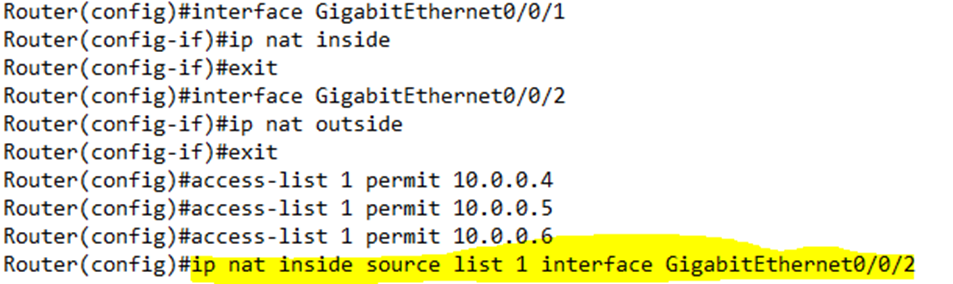 Router(config)#interface GigabitEthernet0/0/1
Router(config-if)#ip nat inside
Router(config-if)#exit
Router(config)#interface GigabitEthernet0/0/2
Router(config-if)#ip nat outside
Router(config-if)#exit
Router(config)#access-list 1 permit 10.0.0.4
Router(config)#access-list 1 permit 10.0.0.5
Router(config)#access-list 1 permit 10.0.0.6
Router(config)#ip nat inside source list 1 interface GigabitEthernet0/0/2